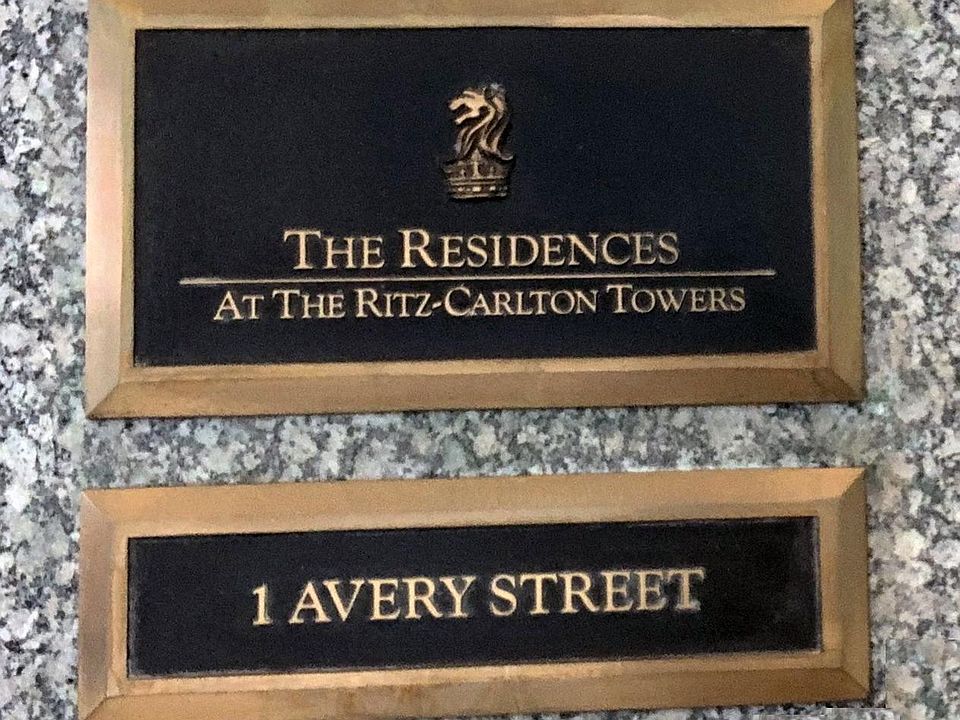 The Residences
At The Ritz-Carlton Towers
1 AVERY STREET